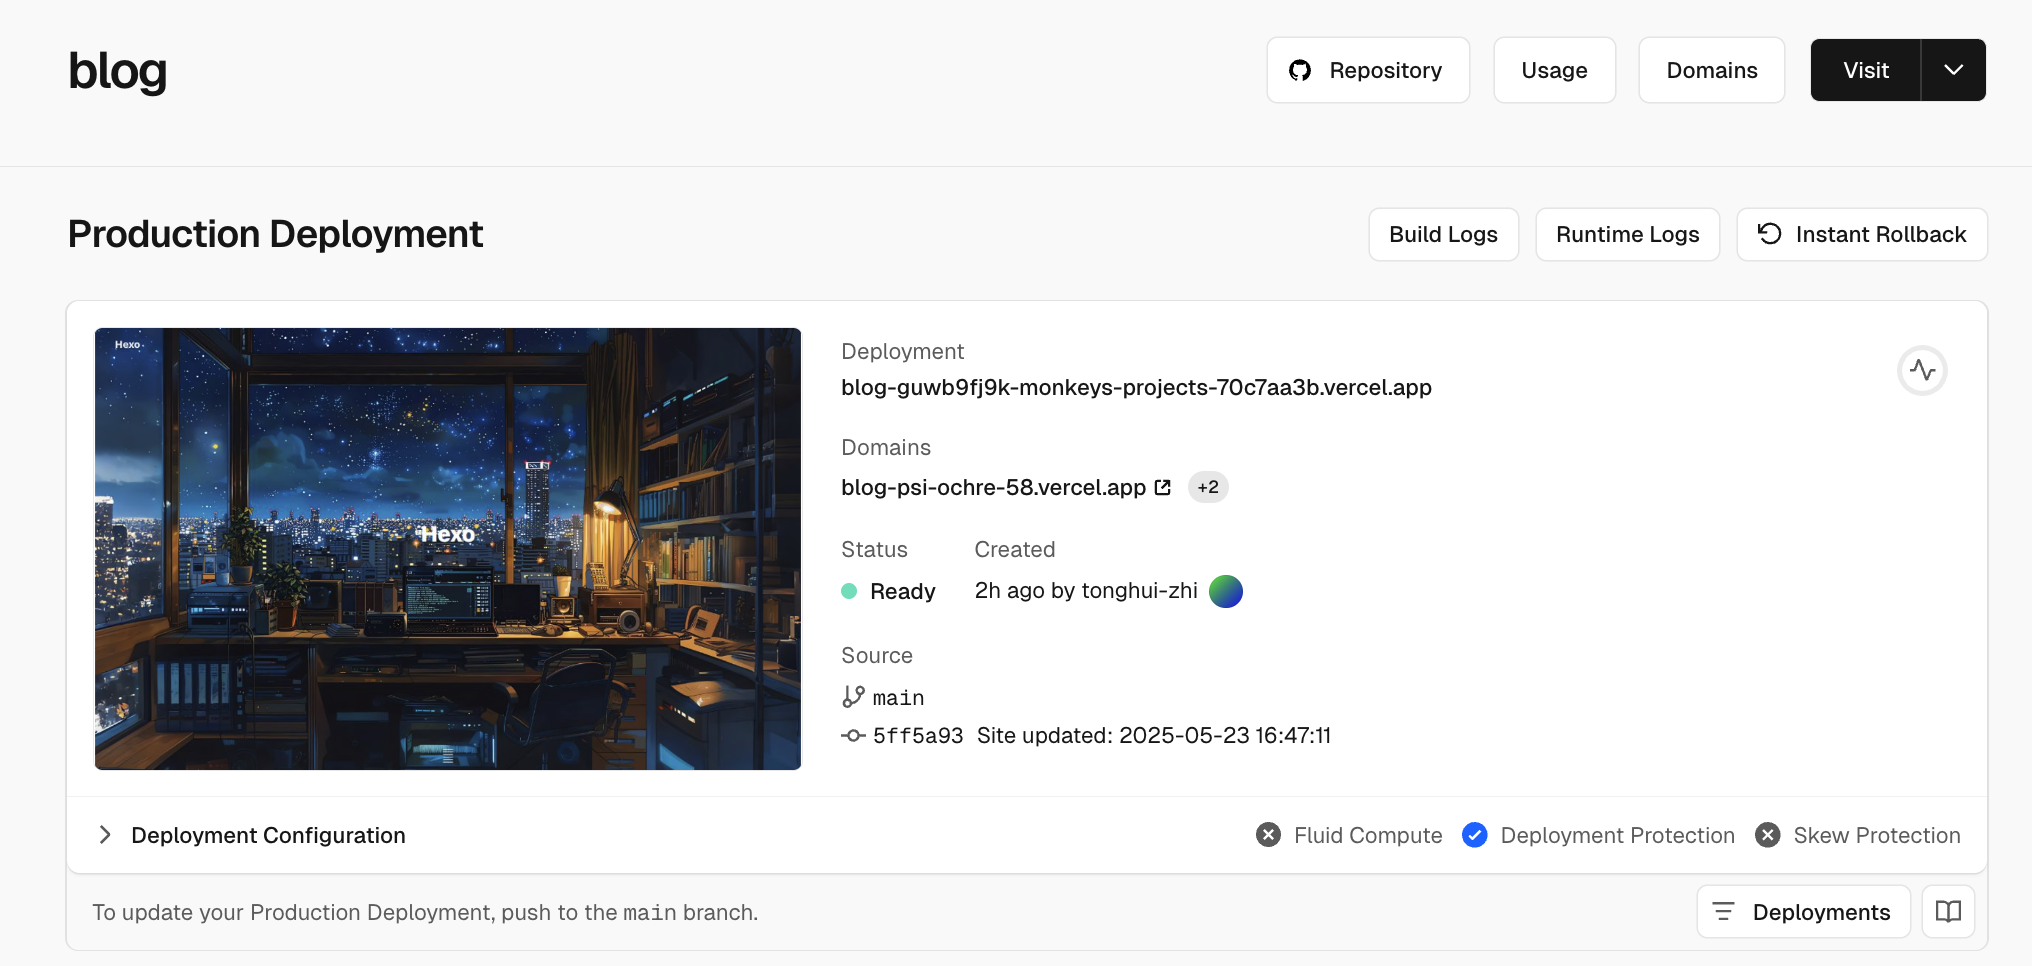 blog
Repository
Usage
Domains
Visit
Production Deployment
Build Logs
Runtime Logs
Instant Rollback
Hexo
Hexo
Deployment
blog-guwb9fj9k-monkeys-projects-70c7aa3b.vercel.app
Domains
blog-psi-ochre-58.vercel.app +2
Status Created
Ready 2h ago by tonghui-zhi
Source
main
5ff5a93 Site updated: 2025-05-23 16:47:11
Deployment Configuration
Fluid Compute
Deployment Protection
Skew Protection
To update your Production Deployment, push to the main branch.
Deployments